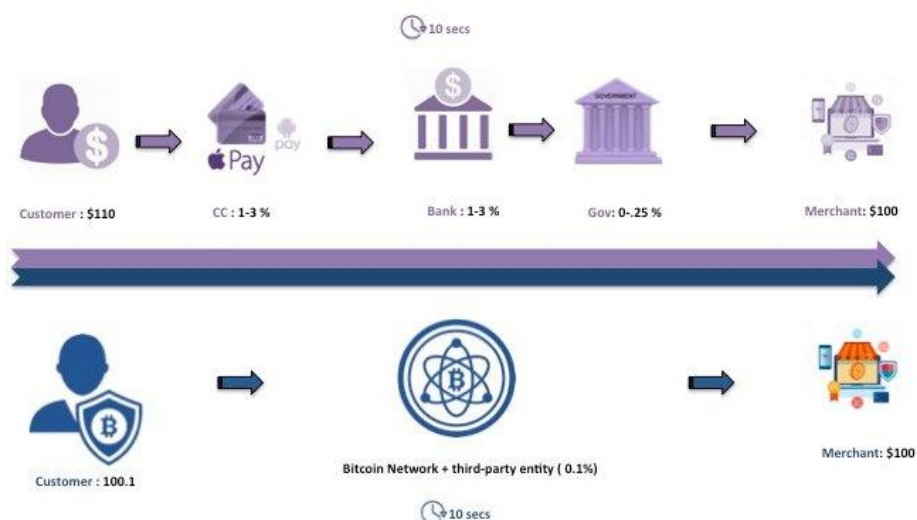 10 secs
GOVERNMENT
Pay
pay
Customer : $110
CC : 1-3 %
Bank : 1-3 %
Gov: 0-.25 %
Merchant: $100
Bitcoin Network + third-party entity ( 0.1%)
Merchant: $100
Customer : 100.1
10 secs